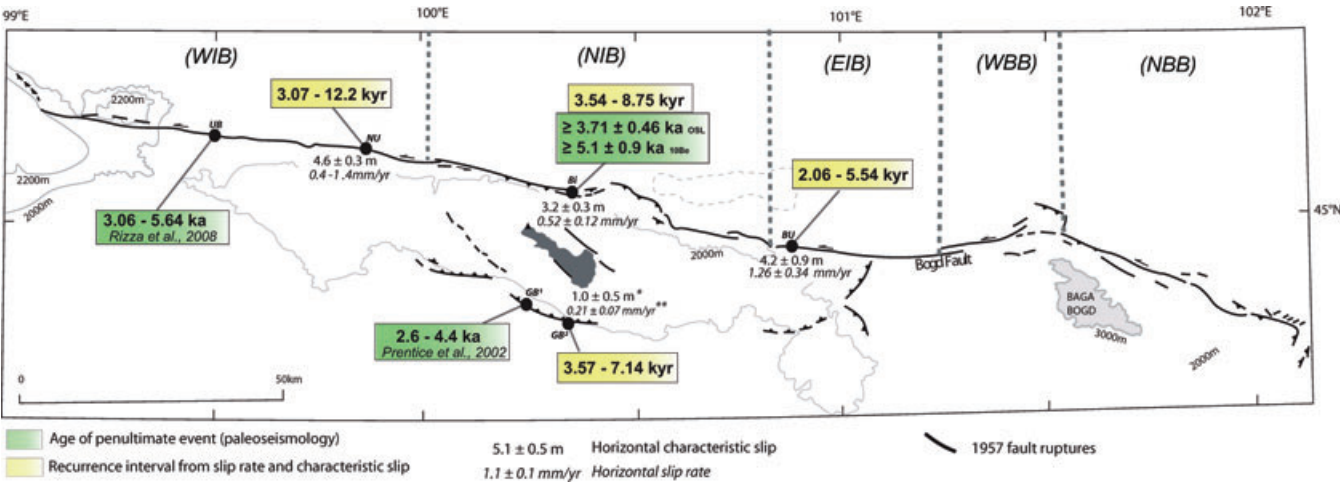 99°E
100°E
101°E
102°E
(WIB)
(NIB)
(EIB)
(WBB)
(NBB)
3.07 - 12.2 kyr
3.54 - 8.75 kyr
2200m
UB
NU
≥ 3.71 ± 0.46 ka OSL
≥ 5.1 ± 0.9 ka 10Be
4.6 ± 0.3 m
0.4 -1.4mm/yr
2.06 - 5.54 kyr
2200m
Bi
2000m
3.06 - 5.64 ka
Rizza et al., 2008
3.2 ± 0.3 m
0.52 ± 0.12 mm/yr
45°N
BU
2000m
4.2 ± 0.9 m
1.26 ± 0.34 mm/yr
Bogd Fault
GB¹
1.0 ± 0.5 m *
0.21 ± 0.07 mm/yr**
BAGA
BOGD
3000m
2.6 - 4.4 ka
Prentice et al., 2002
GB²
3.57 - 7.14 kyr
2000m
0
50km
Age of penultimate event (paleoseismology)
5.1 ± 0.5 m Horizontal characteristic slip
1957 fault ruptures
Recurrence interval from slip rate and characteristic slip
1.1 ± 0.1 mm/yr Horizontal slip rate